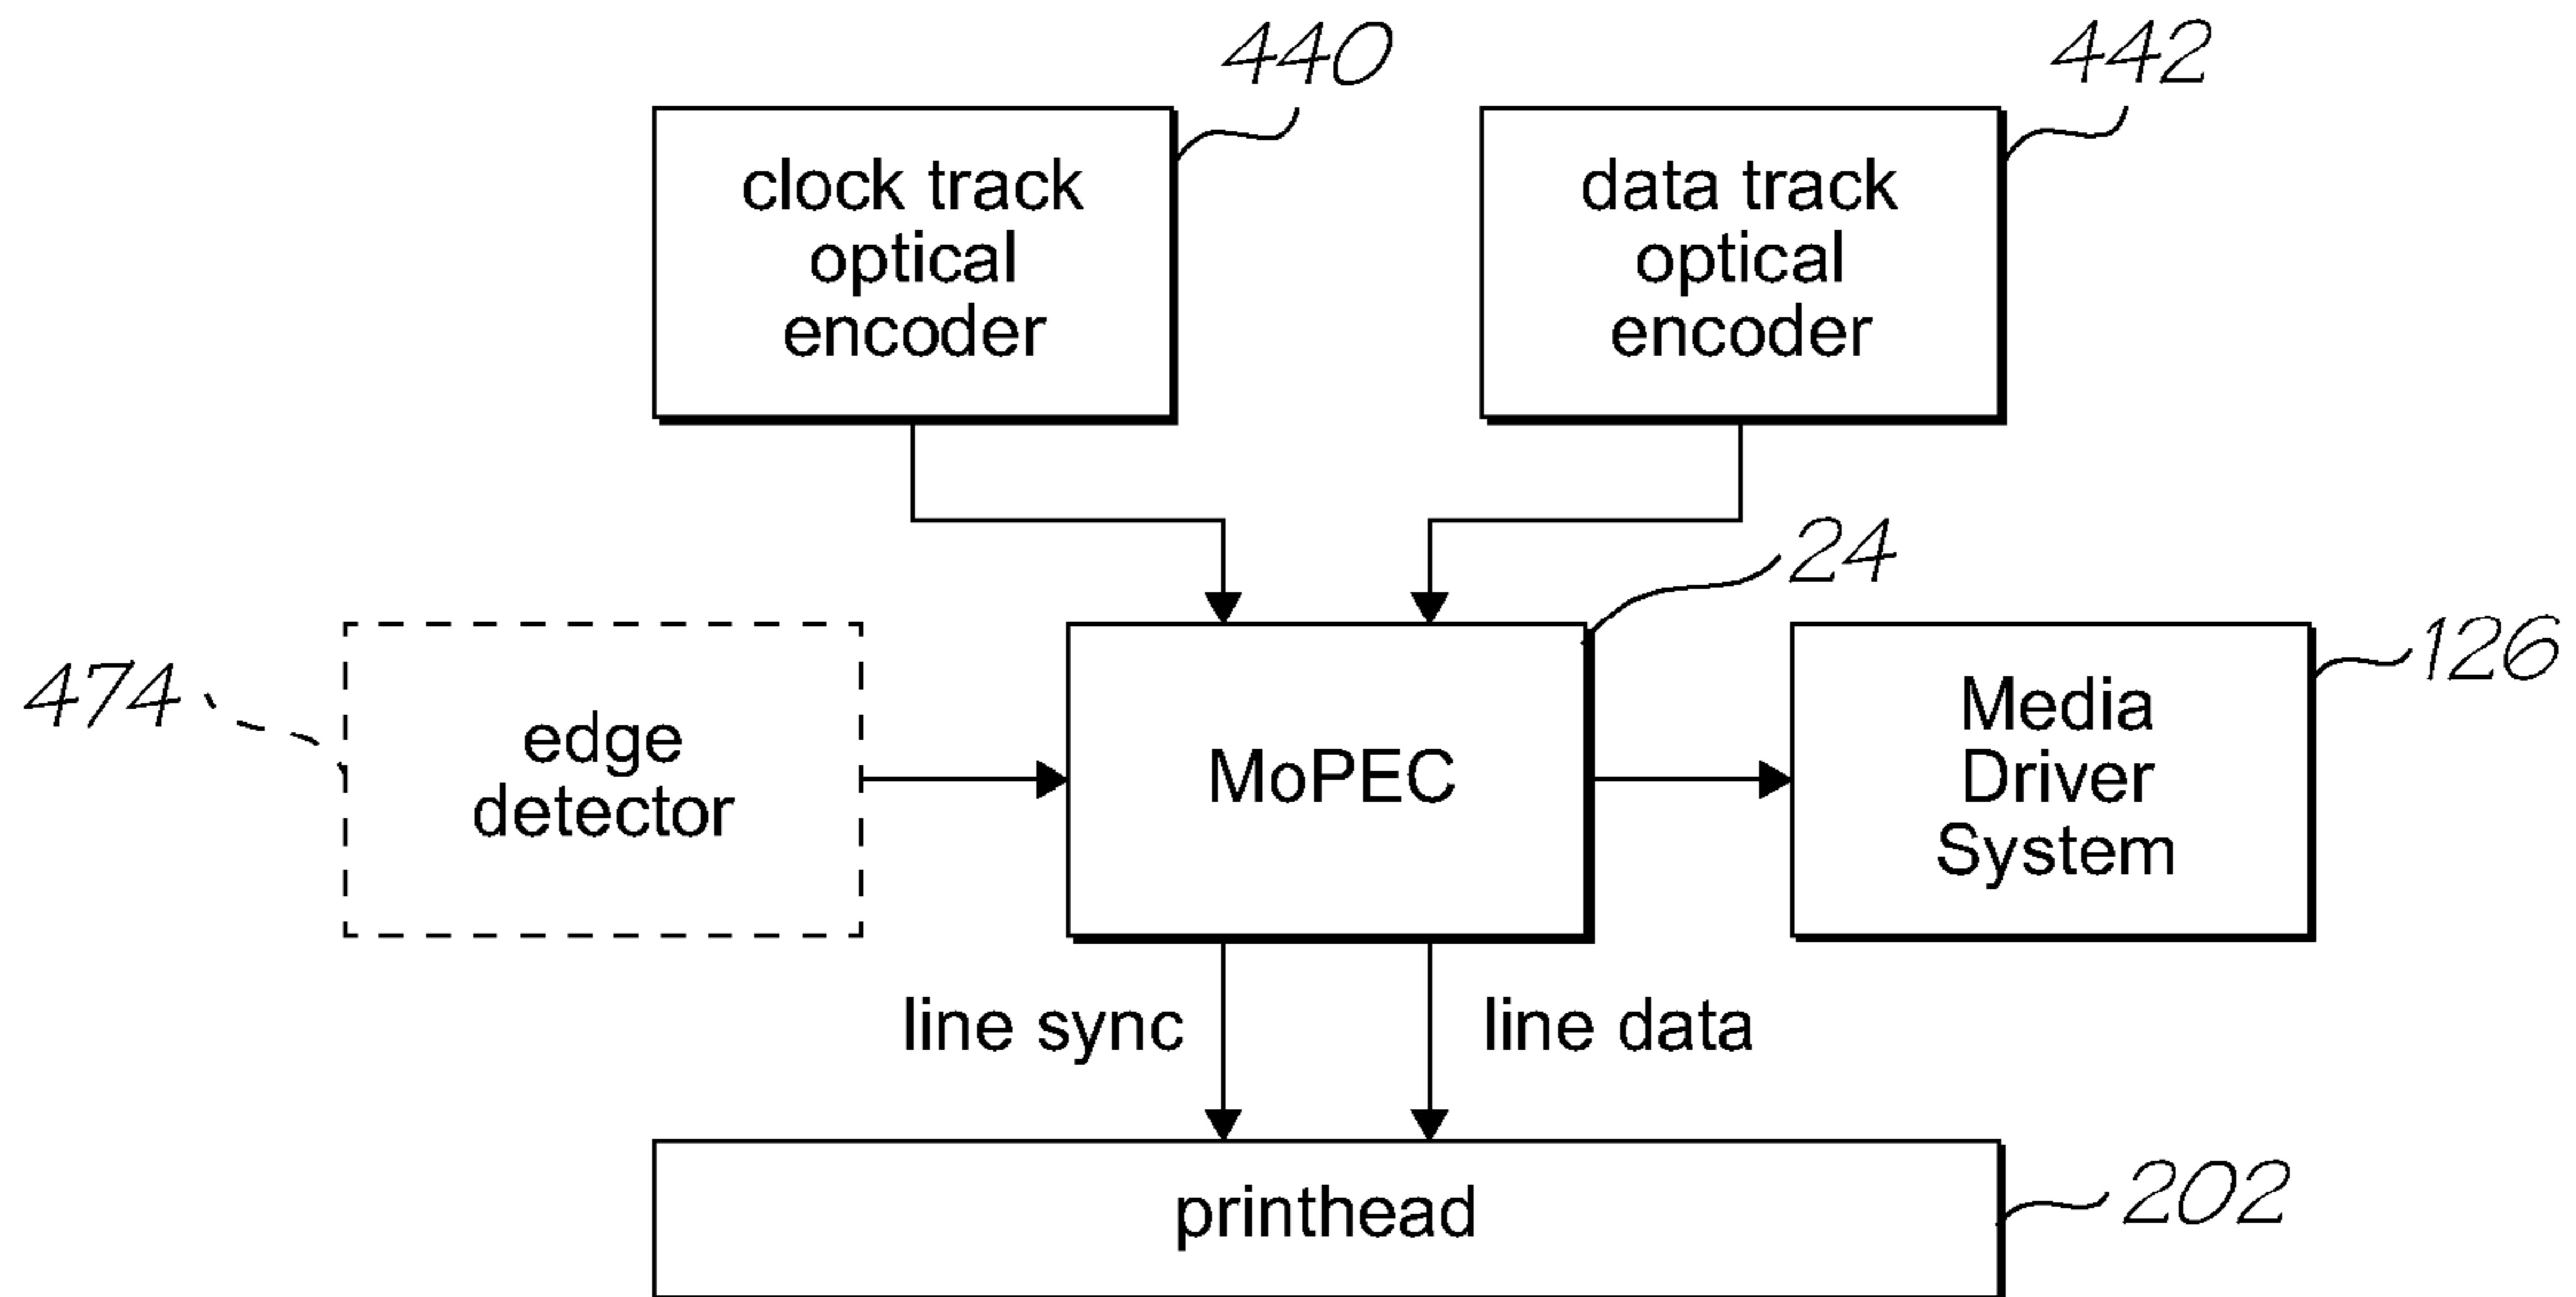 440
442
clock track
optical
encoder
data track
optical
encoder
24
474
edge
detector
MoPEC
126
Media
Driver
System
line sync
line data
printhead
202